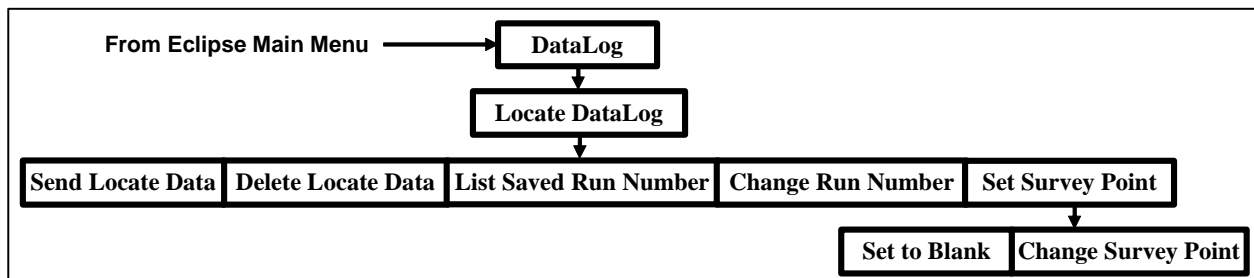 From Eclipse Main Menu
DataLog
Locate DataLog
Send Locate Data
Delete Locate Data
List Saved Run Number
Change Run Number
Set Survey Point
Set to Blank
Change Survey Point